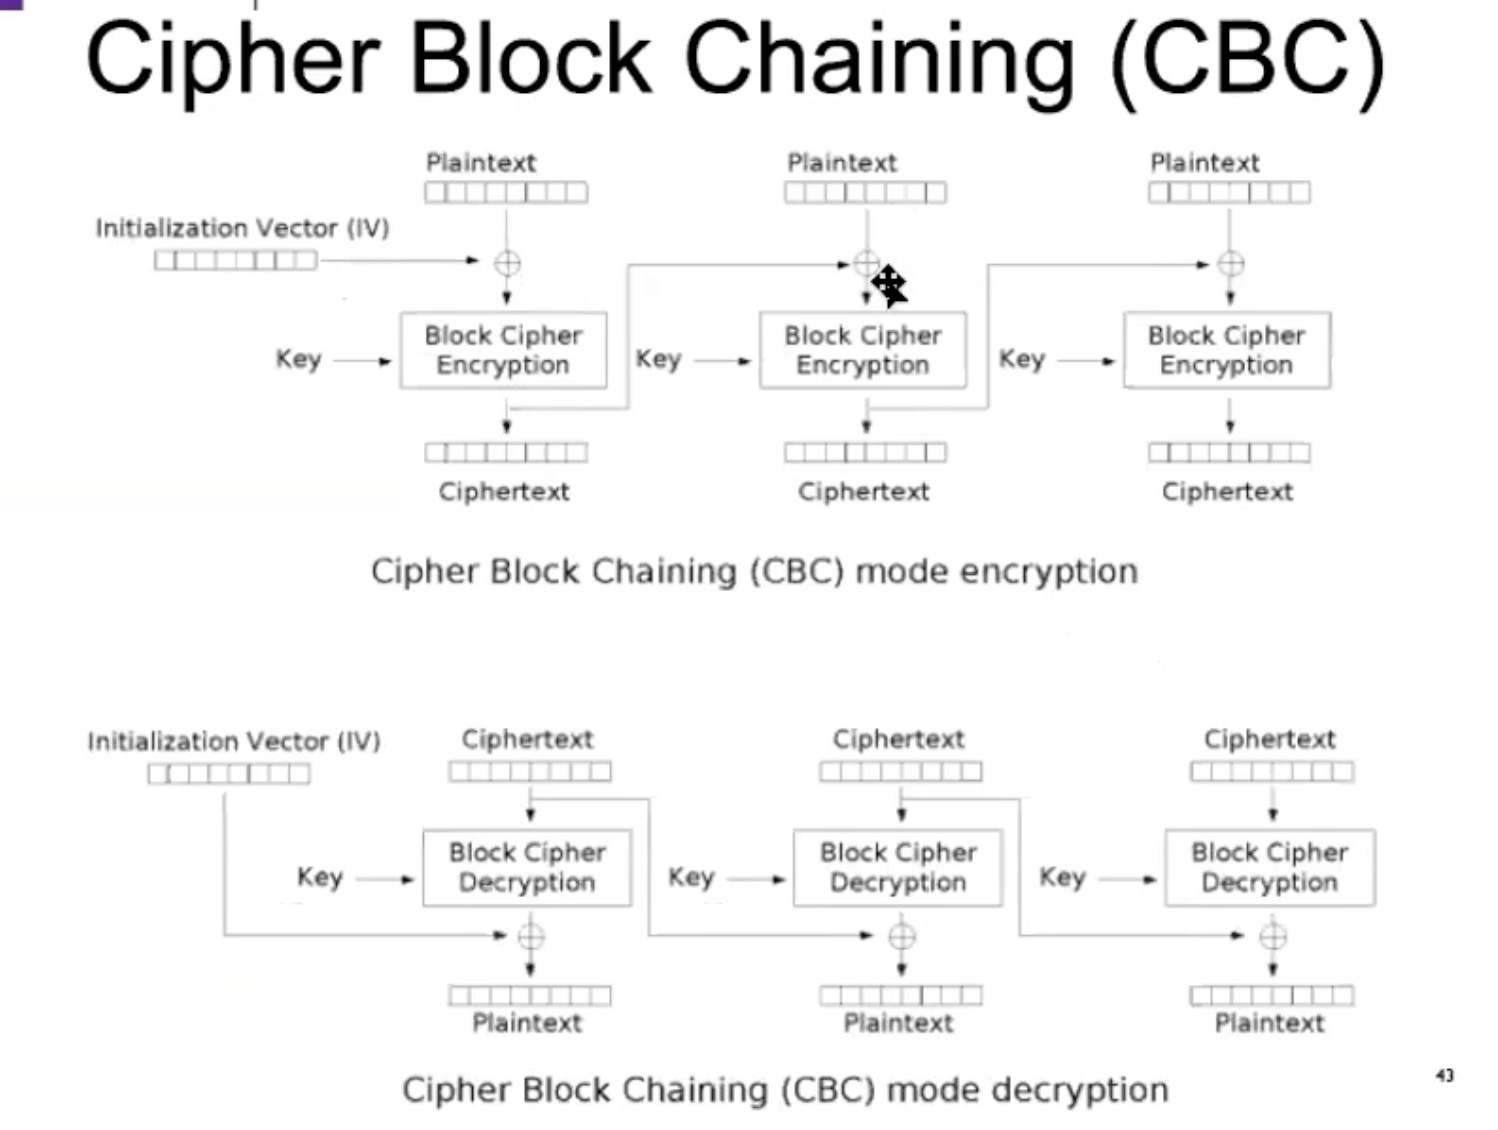 Cipher Block Chaining (CBC)
Plaintext
Plaintext
Plaintext
Initialization Vector (IV)
Key
Block Cipher
Encryption
Key
Block Cipher
Encryption
Key
Block Cipher
Encryption
Ciphertext
Ciphertext
Ciphertext
Cipher Block Chaining (CBC) mode encryption
Initialization Vector (IV)
Ciphertext
Ciphertext
Ciphertext
Key
Block Cipher
Decryption
Key
Block Cipher
Decryption
Key
Block Cipher
Decryption
Plaintext
Plaintext
Plaintext
Cipher Block Chaining (CBC) mode decryption
43